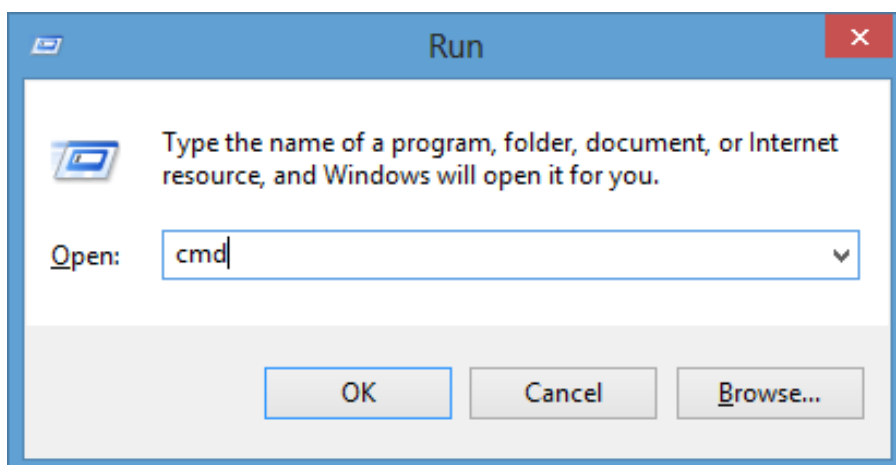 Run
Type the name of a program, folder, document, or Internet
resource, and Windows will open it for you.
Open: cmd
OK Cancel Browse...